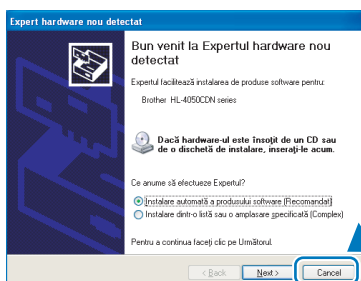 Expert hardware nou detectat
Bun venit la Expertul hardware nou
detectat
Expertul facilitează instalarea de produse software pentru:
Brother HL-4050CDN series
Dacă hardware-ul este însoţit de un CD sau
de o dischetă de instalare, inseraţi-le acum.
Ce anume să efectueze Expertul?
Instalare automată a produsului software (Recomandat)
Instalare dintr-o listă sau o amplasare specificată (Complex)
Pentru a continua faceţi clic pe Următorul.
< Back Next > Cancel